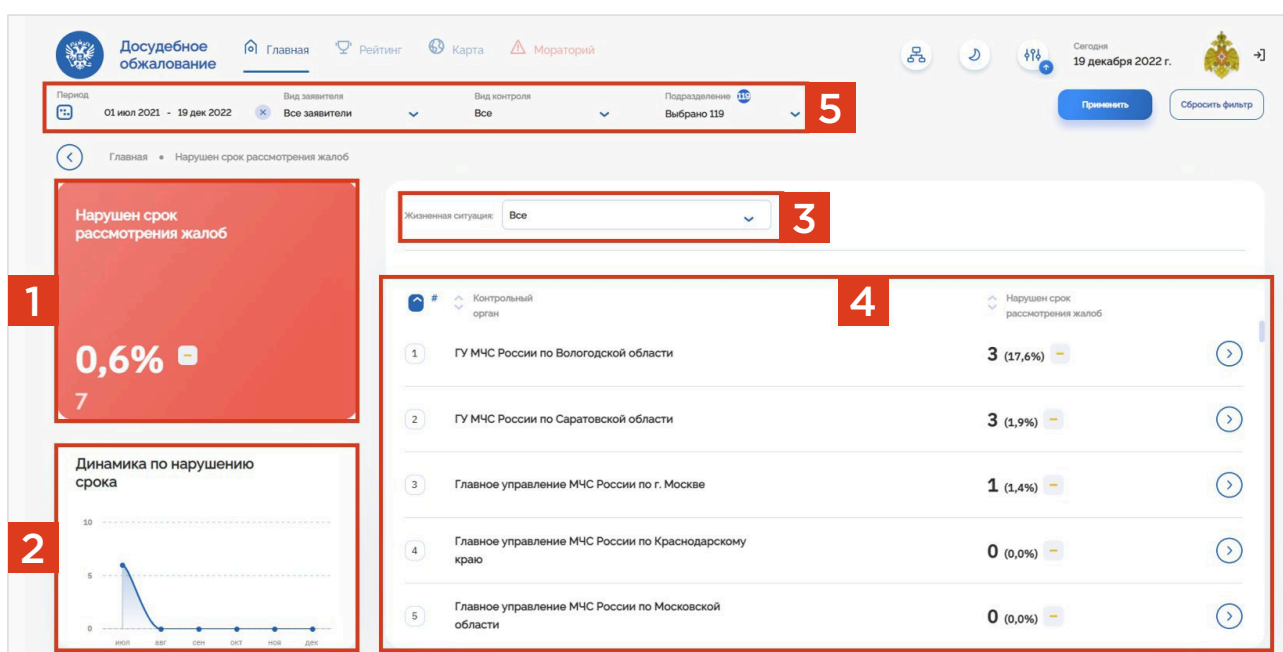 Досудебное
обжалование
Главная
Рейтинг
Карта
Мораторий
Сегодня
19 декабря 2022 г.
Период
01 июл 2021 - 19 дек 2022
Вид заявителя
Все заявители
Вид контроля
Все
Подразделение 119
Выбрано 119
5
Применить
Сбросить фильтр
Главная • Нарушен срок рассмотрения жалоб
1
Нарушен срок
рассмотрения жалоб
0,6%
7
Жизненная ситуация: Все
3
# Контрольный
орган
4
Нарушен срок
рассмотрения жалоб
1 ГУ МЧС России по Вологодской области 3 (17,6%)
2 ГУ МЧС России по Саратовской области 3 (1,9%)
3 Главное управление МЧС России по г. Москве 1 (1,4%)
4 Главное управление МЧС России по Краснодарскому
краю 0 (0,0%)
5 Главное управление МЧС России по Московской
области 0 (0,0%)
2
Динамика по нарушению
срока
10
5
0
июл авг сен окт ноя дек